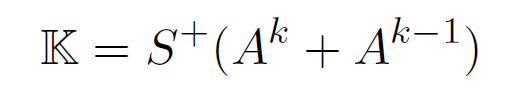 𝕂 = S⁺(Aᵏ + Aᵏ⁻¹)